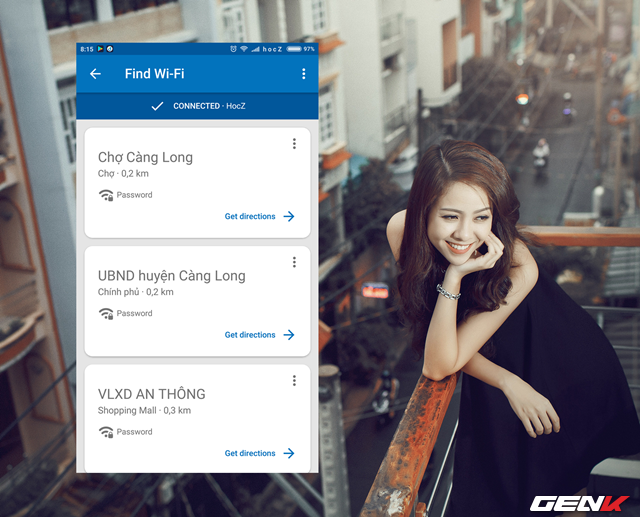 8:15
hocZ 97%
Find Wi-Fi
CONNECTED · HocZ
Chợ Càng Long
Chợ · 0,2 km
Password
Get directions
UBND huyện Càng Long
Chính phủ · 0,2 km
Password
Get directions
VLXD AN THÔNG
Shopping Mall · 0,3 km
Password
Get directions
GENK